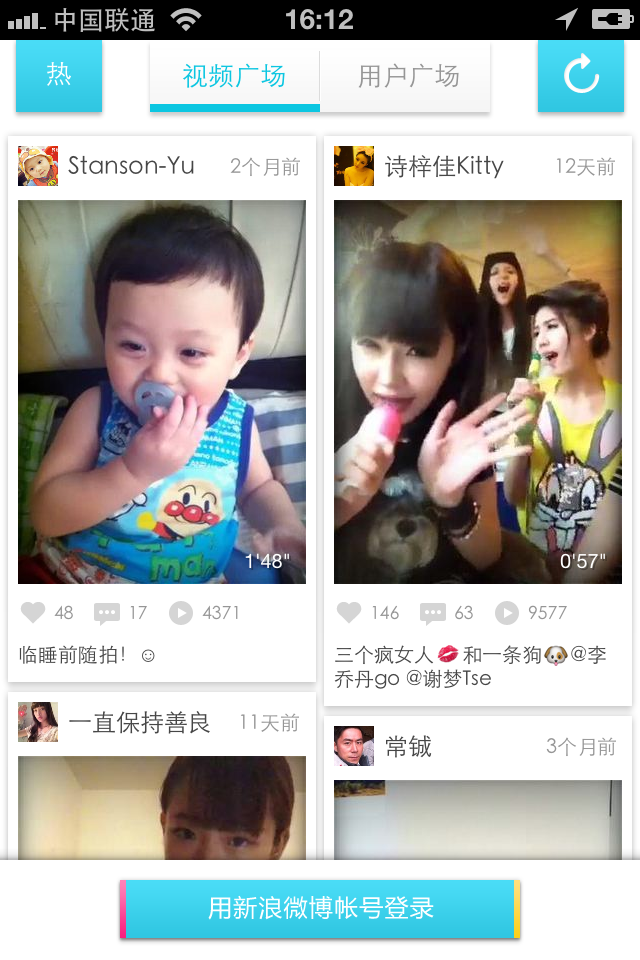 中国联通 16:12
热 视频广场 用户广场
Stanson-Yu 2个月前
1'48"
48 17 4371
临睡前随拍！☺
诗梓佳Kitty 12天前
0'57"
146 63 9577
三个疯女人💋和一条狗🐶@李
乔丹go @谢梦Tse
一直保持善良 11天前
常铖 3个月前
用新浪微博帐号登录